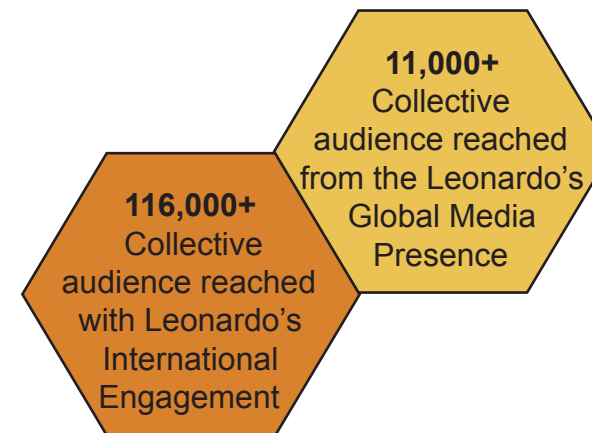 11,000+
Collective
audience reached
from the Leonardo’s
Global Media
Presence
116,000+
Collective
audience reached
with Leonardo’s
International
Engagement